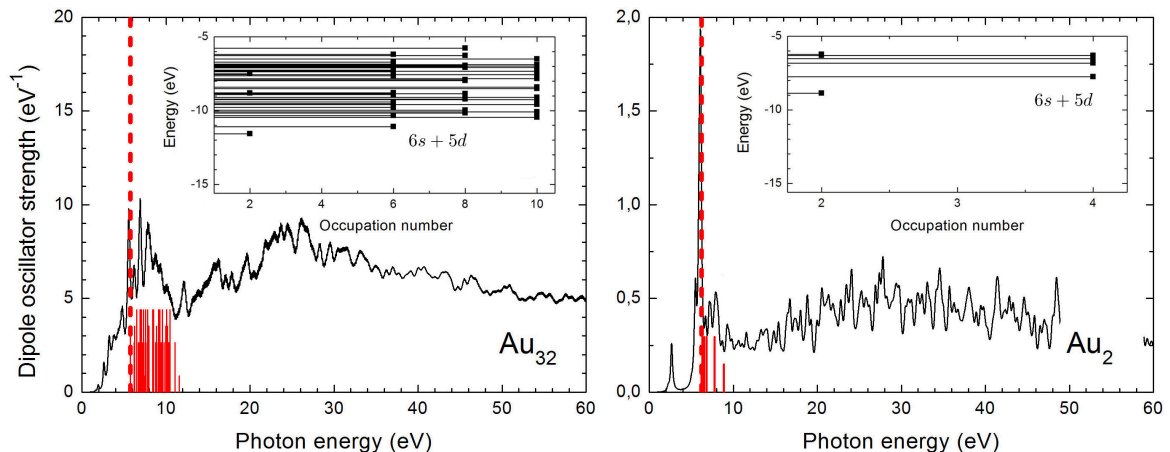 Dipole oscillator strength (eV⁻¹)
20
15
10
5
0
0 10 20 30 40 50 60
Photon energy (eV)
Au₃₂
Energy (eV)
-5
-10
-15
2 4 6 8 10
Occupation number
6s + 5d
2,0
1,5
1,0
0,5
0,0
0 10 20 30 40 50 60
Photon energy (eV)
Au₂
Energy (eV)
-5
-10
-15
2 3 4
Occupation number
6s + 5d